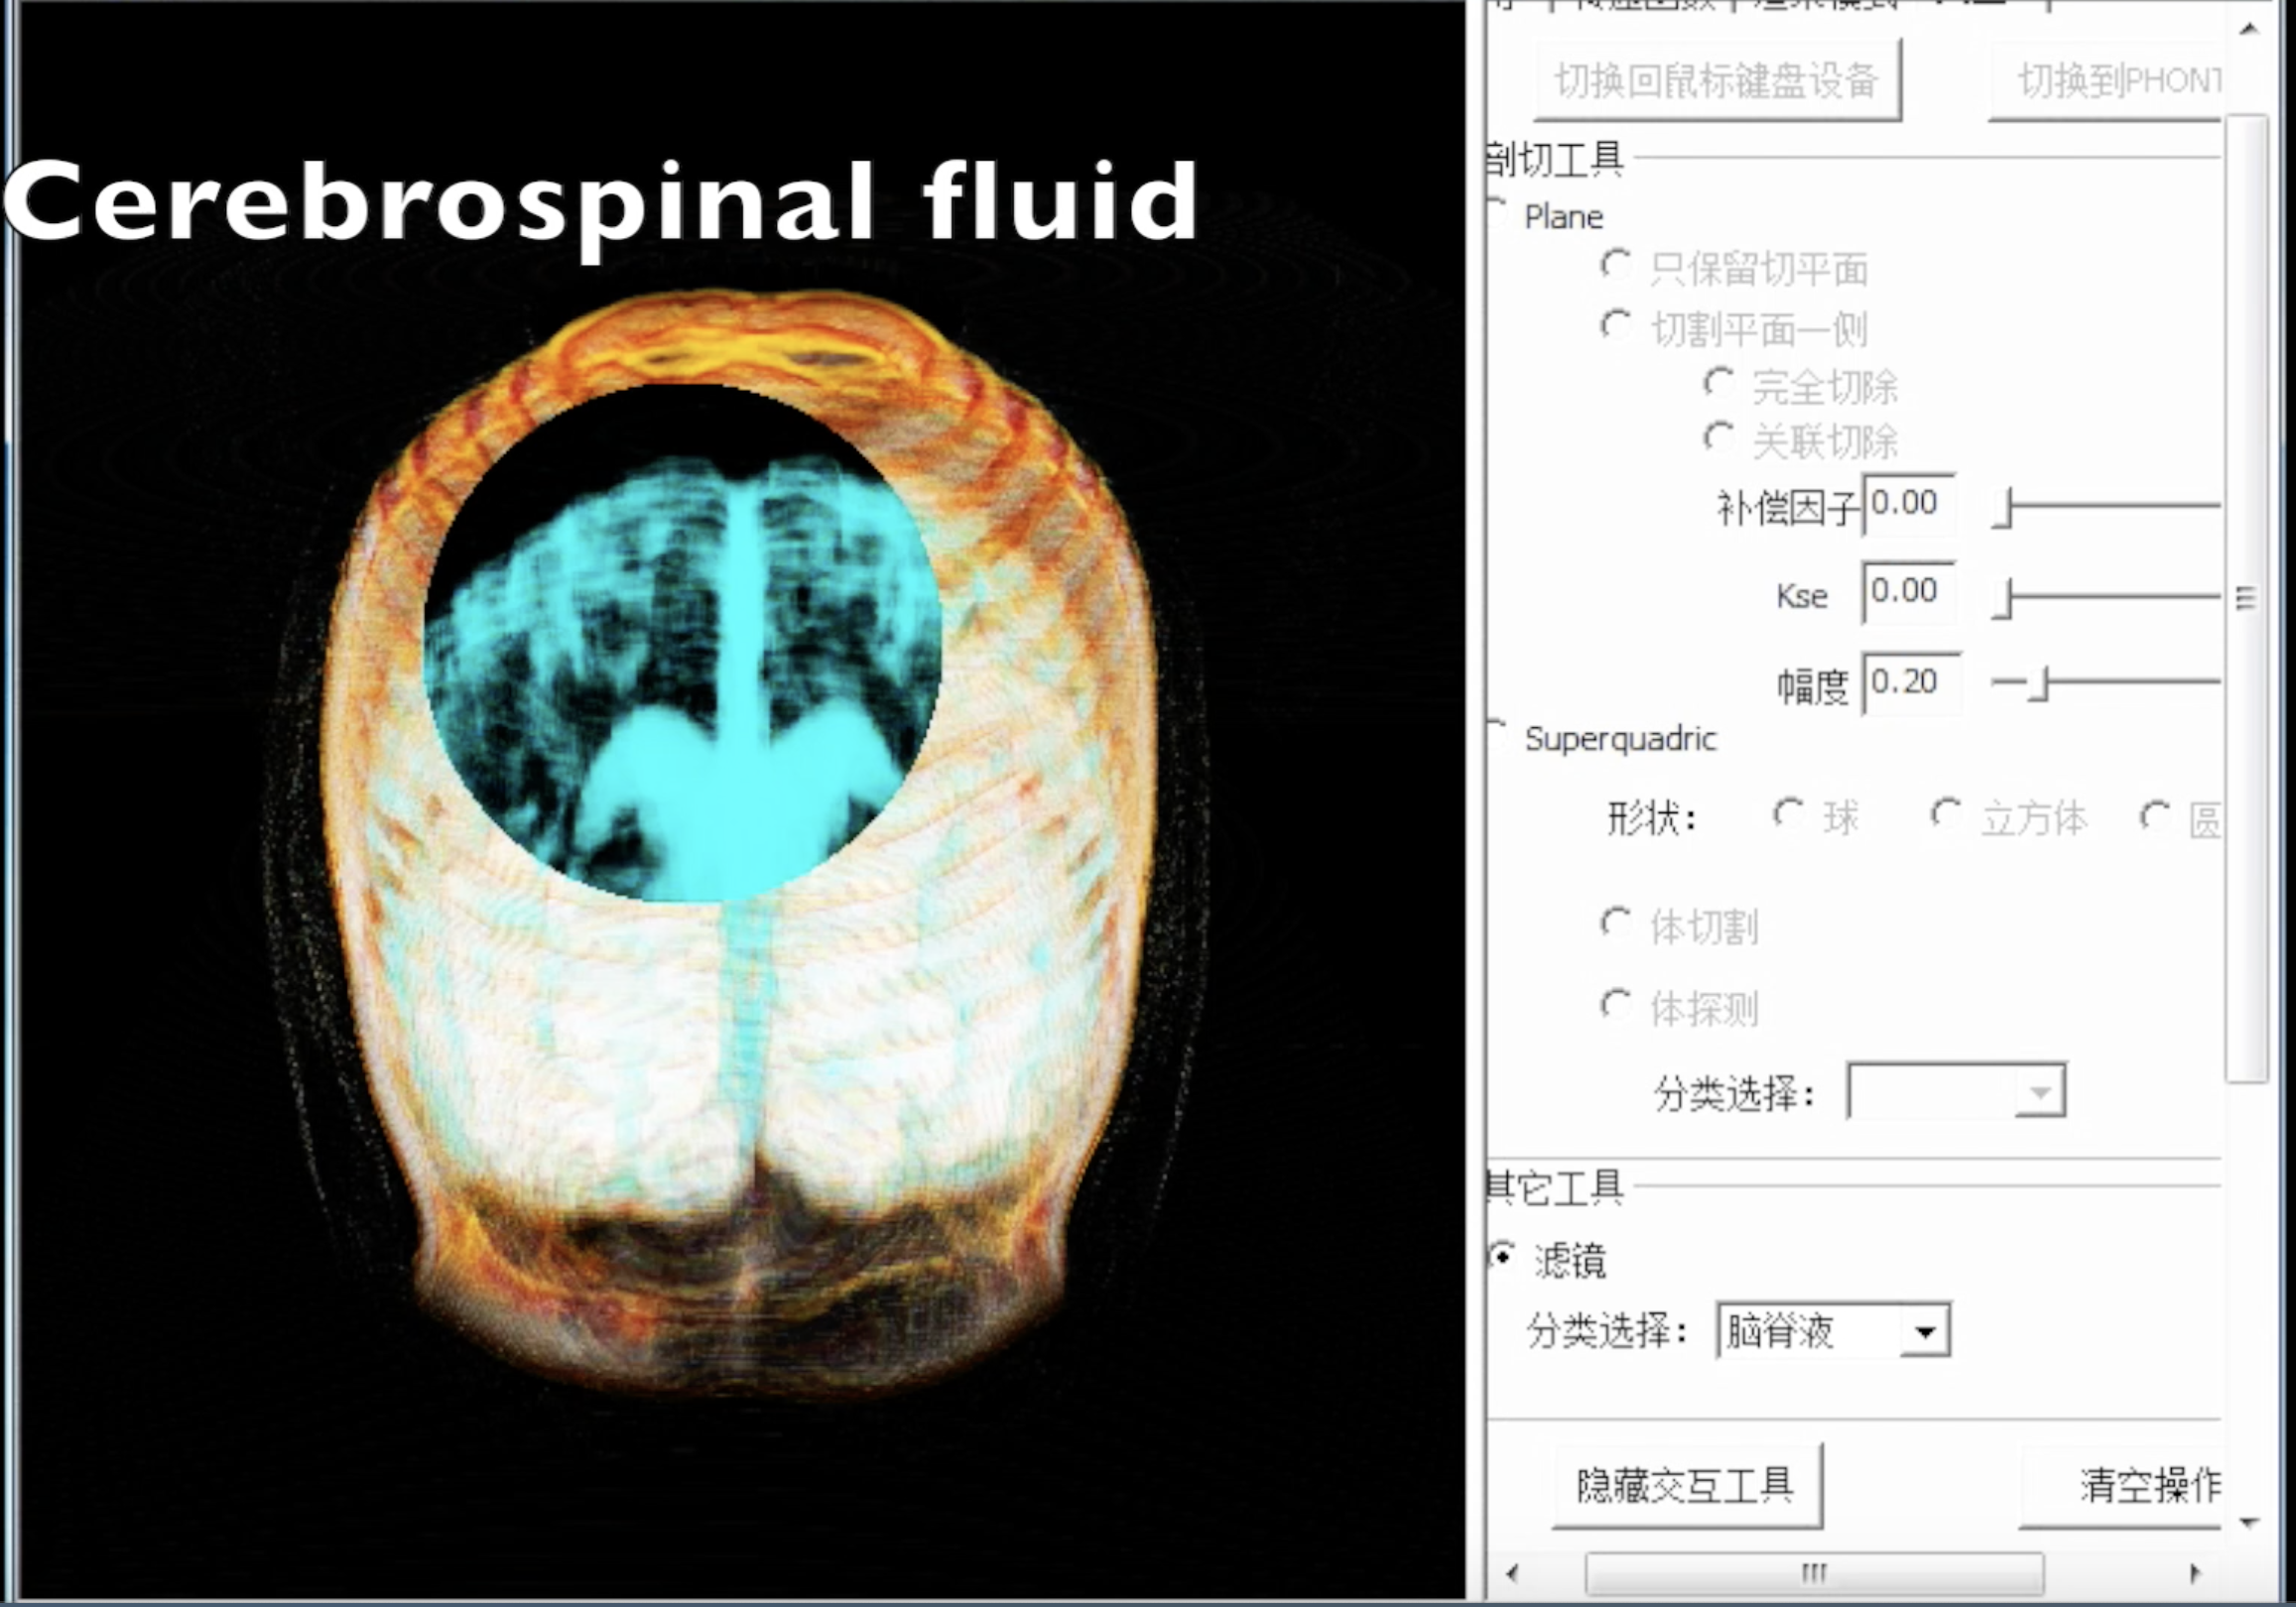 Cerebrospinal fluid
切换回鼠标键盘设备 切换到PHONT
剖切工具
Plane
只保留切平面
切割平面一侧
完全切除
关联切除
补偿因子 0.00
Kse 0.00
幅度 0.20
Superquadric
形状： 球 立方体 圆
体切割
体探测
分类选择：
其它工具
滤镜
分类选择： 脑脊液
隐藏交互工具 清空操作